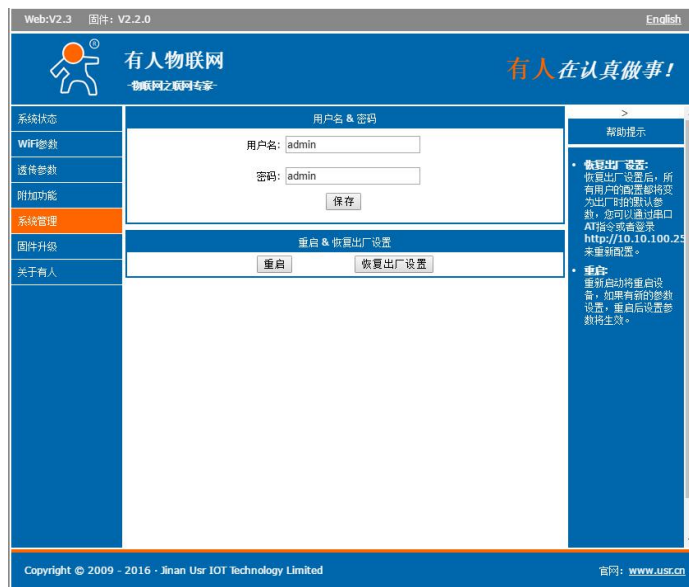 Web:V2.3 固件: V2.2.0 English
有人物联网
-物联网之联网专家-
有人在认真做事!
系统状态
WiFi参数
透传参数
附加功能
系统管理
固件升级
关于有人
用户名 & 密码
用户名: admin
密码: admin
保存
重启 & 恢复出厂设置
重启 恢复出厂设置
>
帮助提示
• 恢复出厂设置:
恢复出厂设置后，所
有用户的配置都将变
为出厂时的默认参
数，您可以通过串口
AT指令或者登录
http://10.10.100.25
来重新配置。
• 重启:
重新启动将重启设
备，如果有新的参数
设置，重启后设置参
数将生效。
Copyright © 2009 - 2016 · Jinan Usr IOT Technology Limited 官网: www.usr.cn